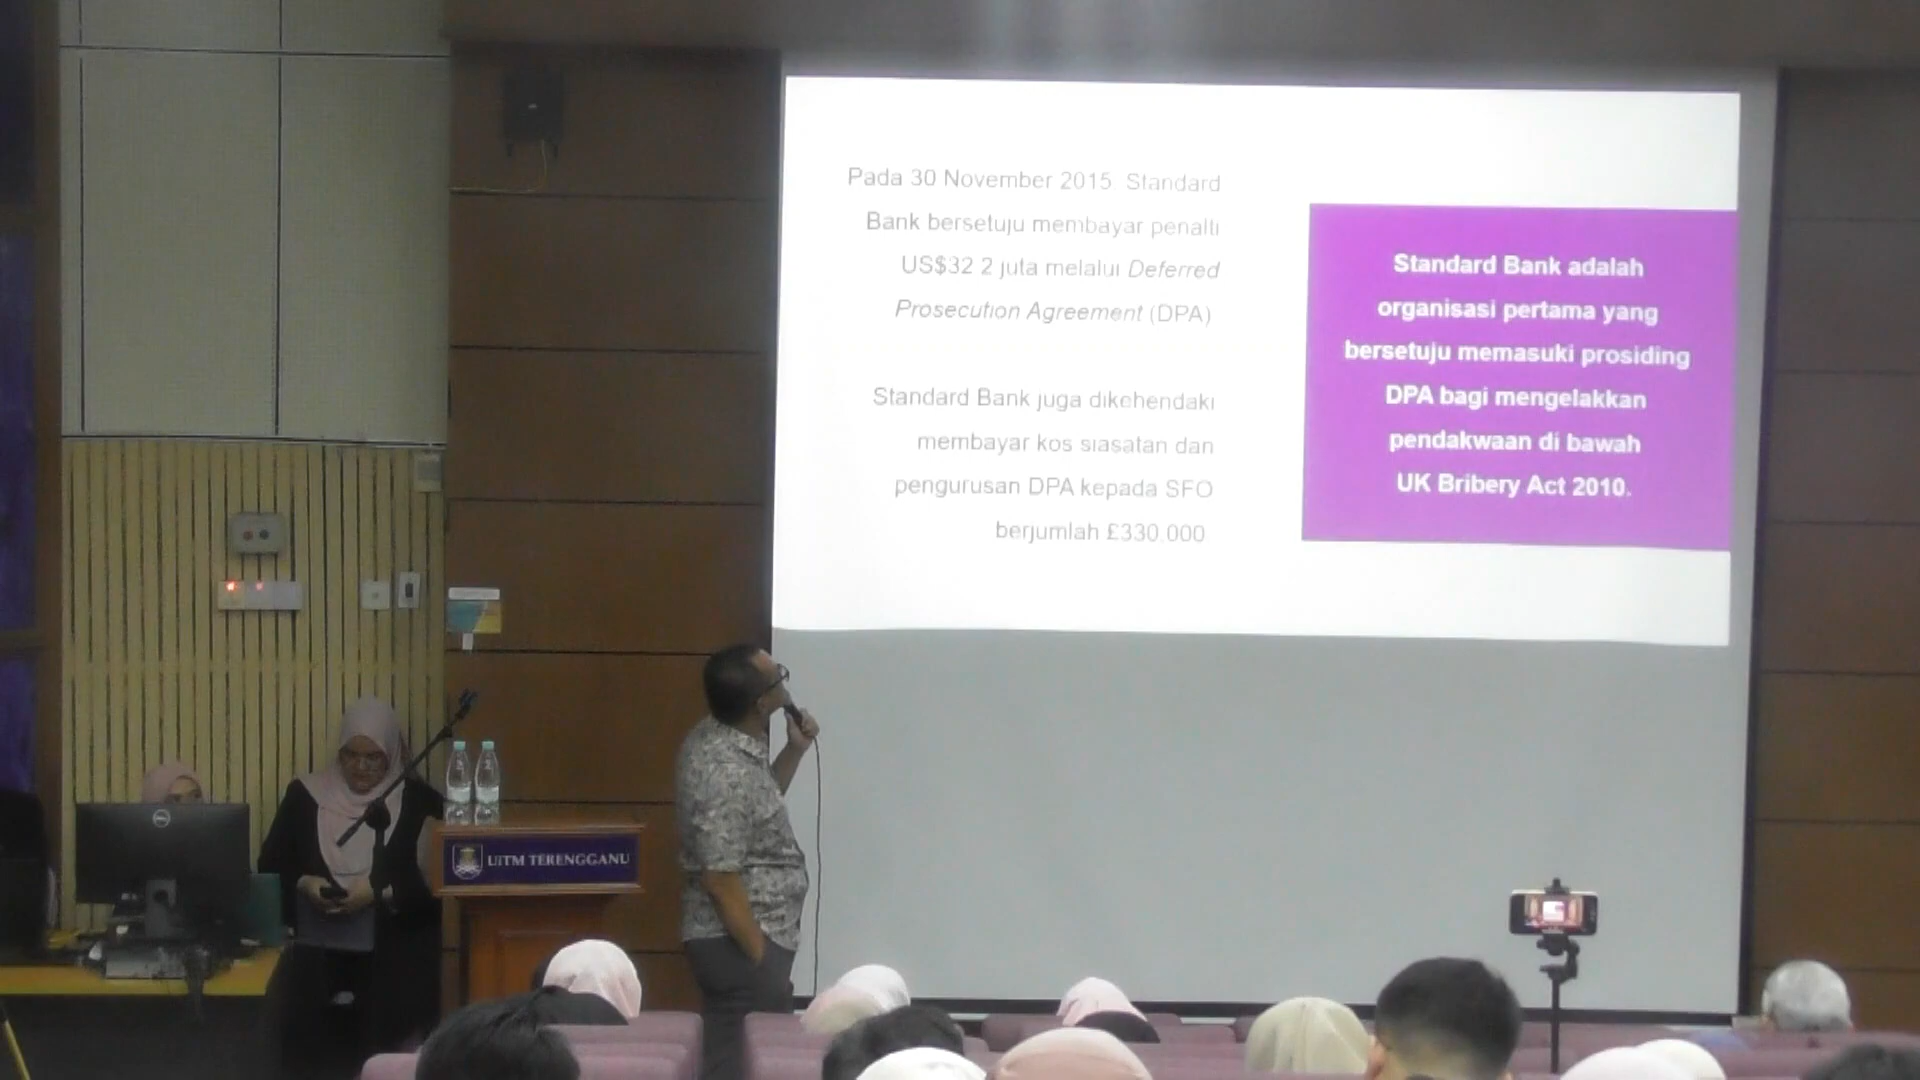 Pada 30 November 2015, Standard
Bank bersetuju membayar penalti
US$32.2 juta melalui Deferred
Prosecution Agreement (DPA)
Standard Bank juga dikehendaki
membayar kos siasatan dan
pengurusan DPA kepada SFO
berjumlah £330,000
Standard Bank adalah
organisasi pertama yang
bersetuju memasuki prosiding
DPA bagi mengelakkan
pendakwaan di bawah
UK Bribery Act 2010.
UiTM TERENGGANU
DELL